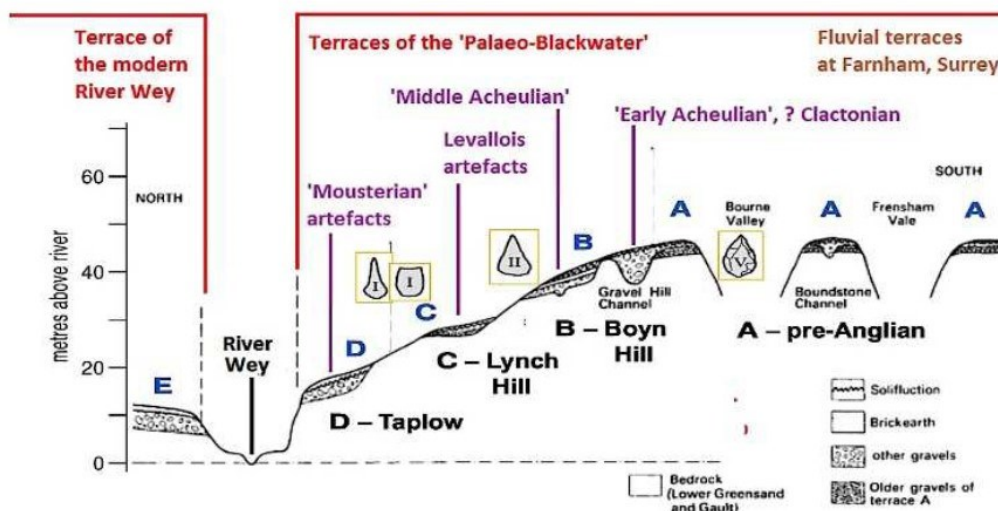 Terrace of
the modern
River Wey
Terraces of the 'Palaeo-Blackwater'
Fluvial terraces
at Farnham, Surrey
'Middle Acheulian'
'Early Acheulian', ? Clactonian
Levallois
artefacts
'Mousterian'
artefacts
NORTH
SOUTH
metres above river
60
40
20
10
0
E
River
Wey
D
I
I
C
II
B
A
Bourne
Valley
V
A
Frensham
Vale
A
Gravel Hill
Channel
Boundstone
Channel
D – Taplow
C – Lynch
Hill
B – Boyn
Hill
A – pre-Anglian
Solifluction
Brickearth
other gravels
Older gravels of
terrace A
Bedrock
(Lower Greensand
and Gault)